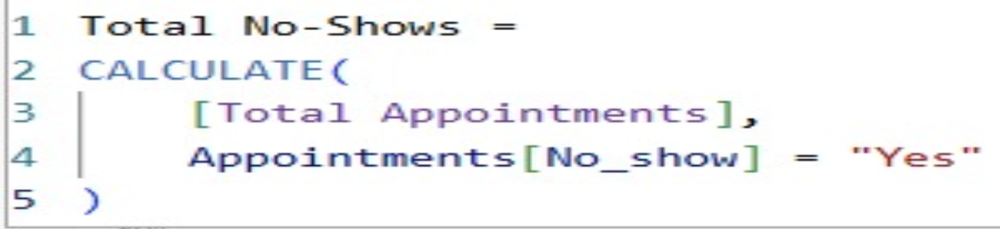 1 Total No-Shows =
2 CALCULATE(
3 [Total Appointments],
4 Appointments[No_show] = "Yes"
5 )